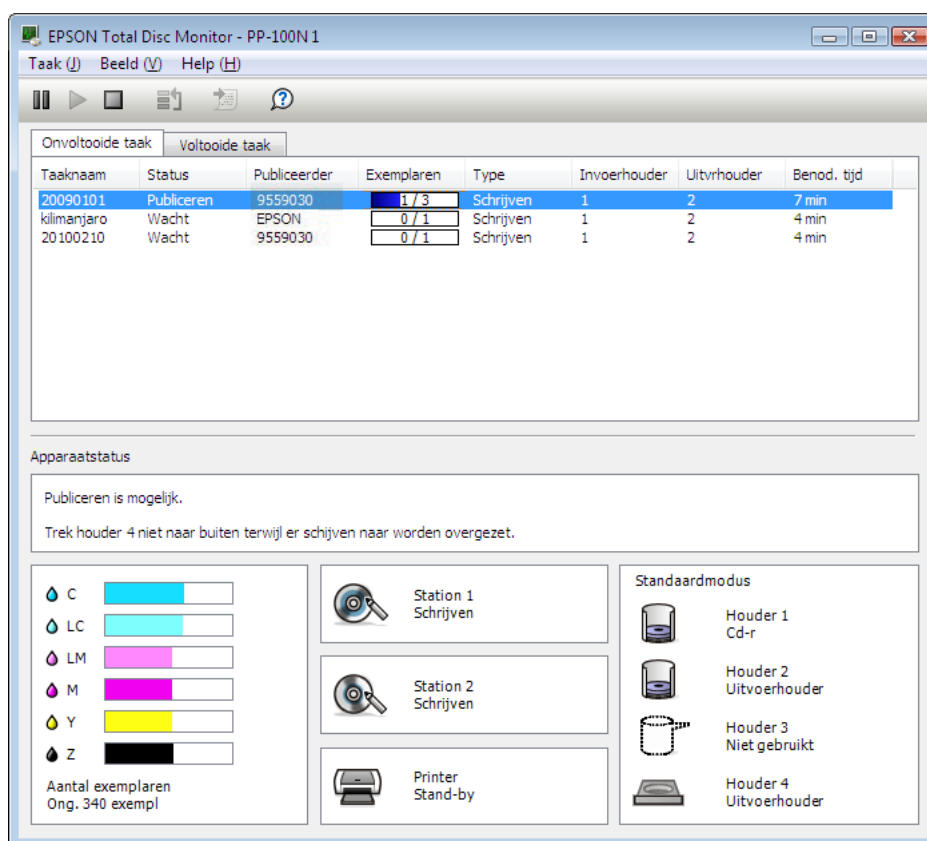 EPSON Total Disc Monitor - PP-100N 1
Taak (J) Beeld (V) Help (H)
Onvoltooide taak Voltooide taak
Taaknaam Status Publiceerder Exemplaren Type Invoerhouder Uitvrhouder Benod. tijd
20090101 Publiceren 9559030 1 / 3 Schrijven 1 2 7 min
kilimanjaro Wacht EPSON 0 / 1 Schrijven 1 2 4 min
20100210 Wacht 9559030 0 / 1 Schrijven 1 2 4 min
Apparaatstatus
Publiceren is mogelijk.
Trek houder 4 niet naar buiten terwijl er schijven naar worden overgezet.
C
LC
LM
M
Y
Z
Aantal exemplaren
Ong. 340 exempl
Station 1
Schrijven
Station 2
Schrijven
Printer
Stand-by
Standaardmodus
Houder 1
Cd-r
Houder 2
Uitvoerhouder
Houder 3
Niet gebruikt
Houder 4
Uitvoerhouder